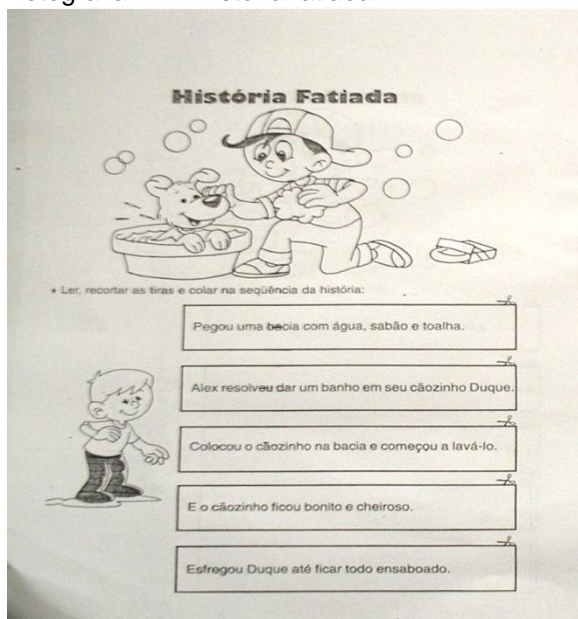 História Fatiada
• Ler, recortar as tiras e colar na seqüência da história:
Pegou uma bacia com água, sabão e toalha.
Alex resolveu dar um banho em seu cãozinho Duque.
Colocou o cãozinho na bacia e começou a lavá-lo.
E o cãozinho ficou bonito e cheiroso.
Esfregou Duque até ficar todo ensaboado.